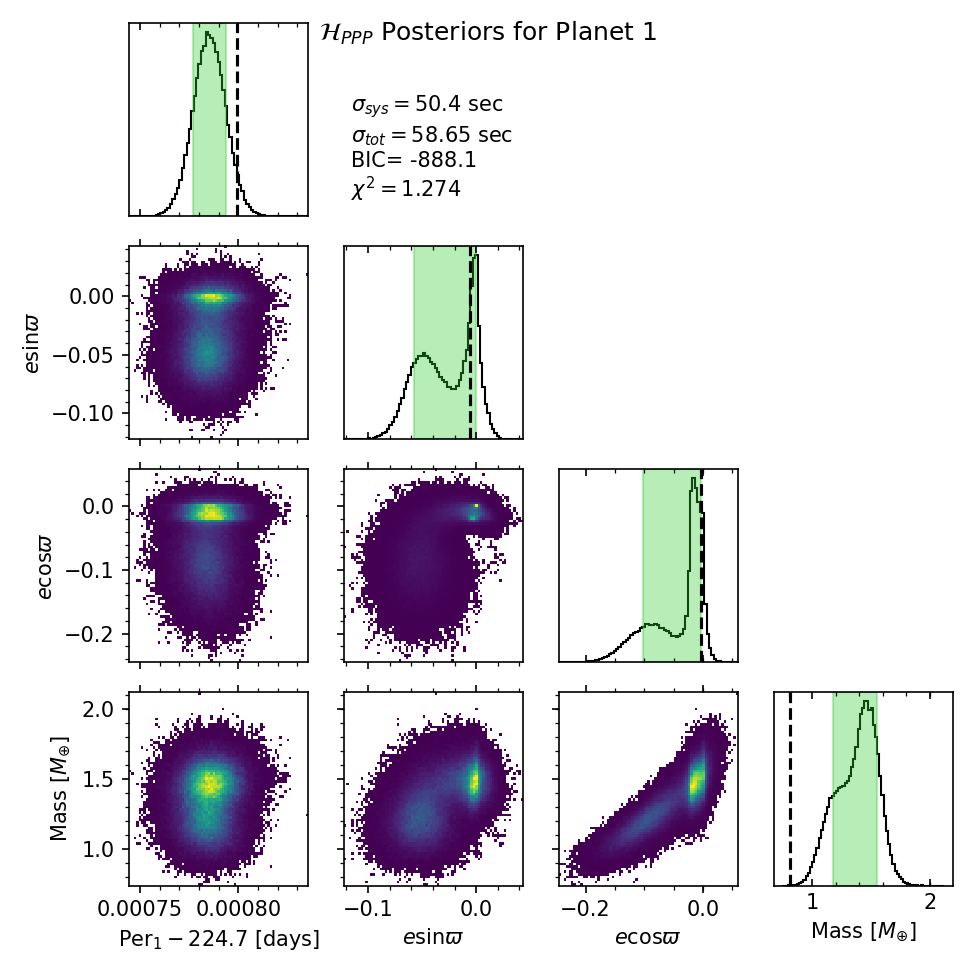 ℋ_PPP Posteriors for Planet 1
σ_sys = 50.4 sec
σ_tot = 58.65 sec
BIC= -888.1
χ² = 1.274
esinϖ
0.00
−0.05
−0.10
ecosϖ
0.0
−0.1
−0.2
Mass [M⊕]
2.0
1.5
1.0
0.00075 0.00080
Per₁ − 224.7 [days]
−0.1 0.0
esinϖ
−0.2 0.0
ecosϖ
1 2
Mass [M⊕]